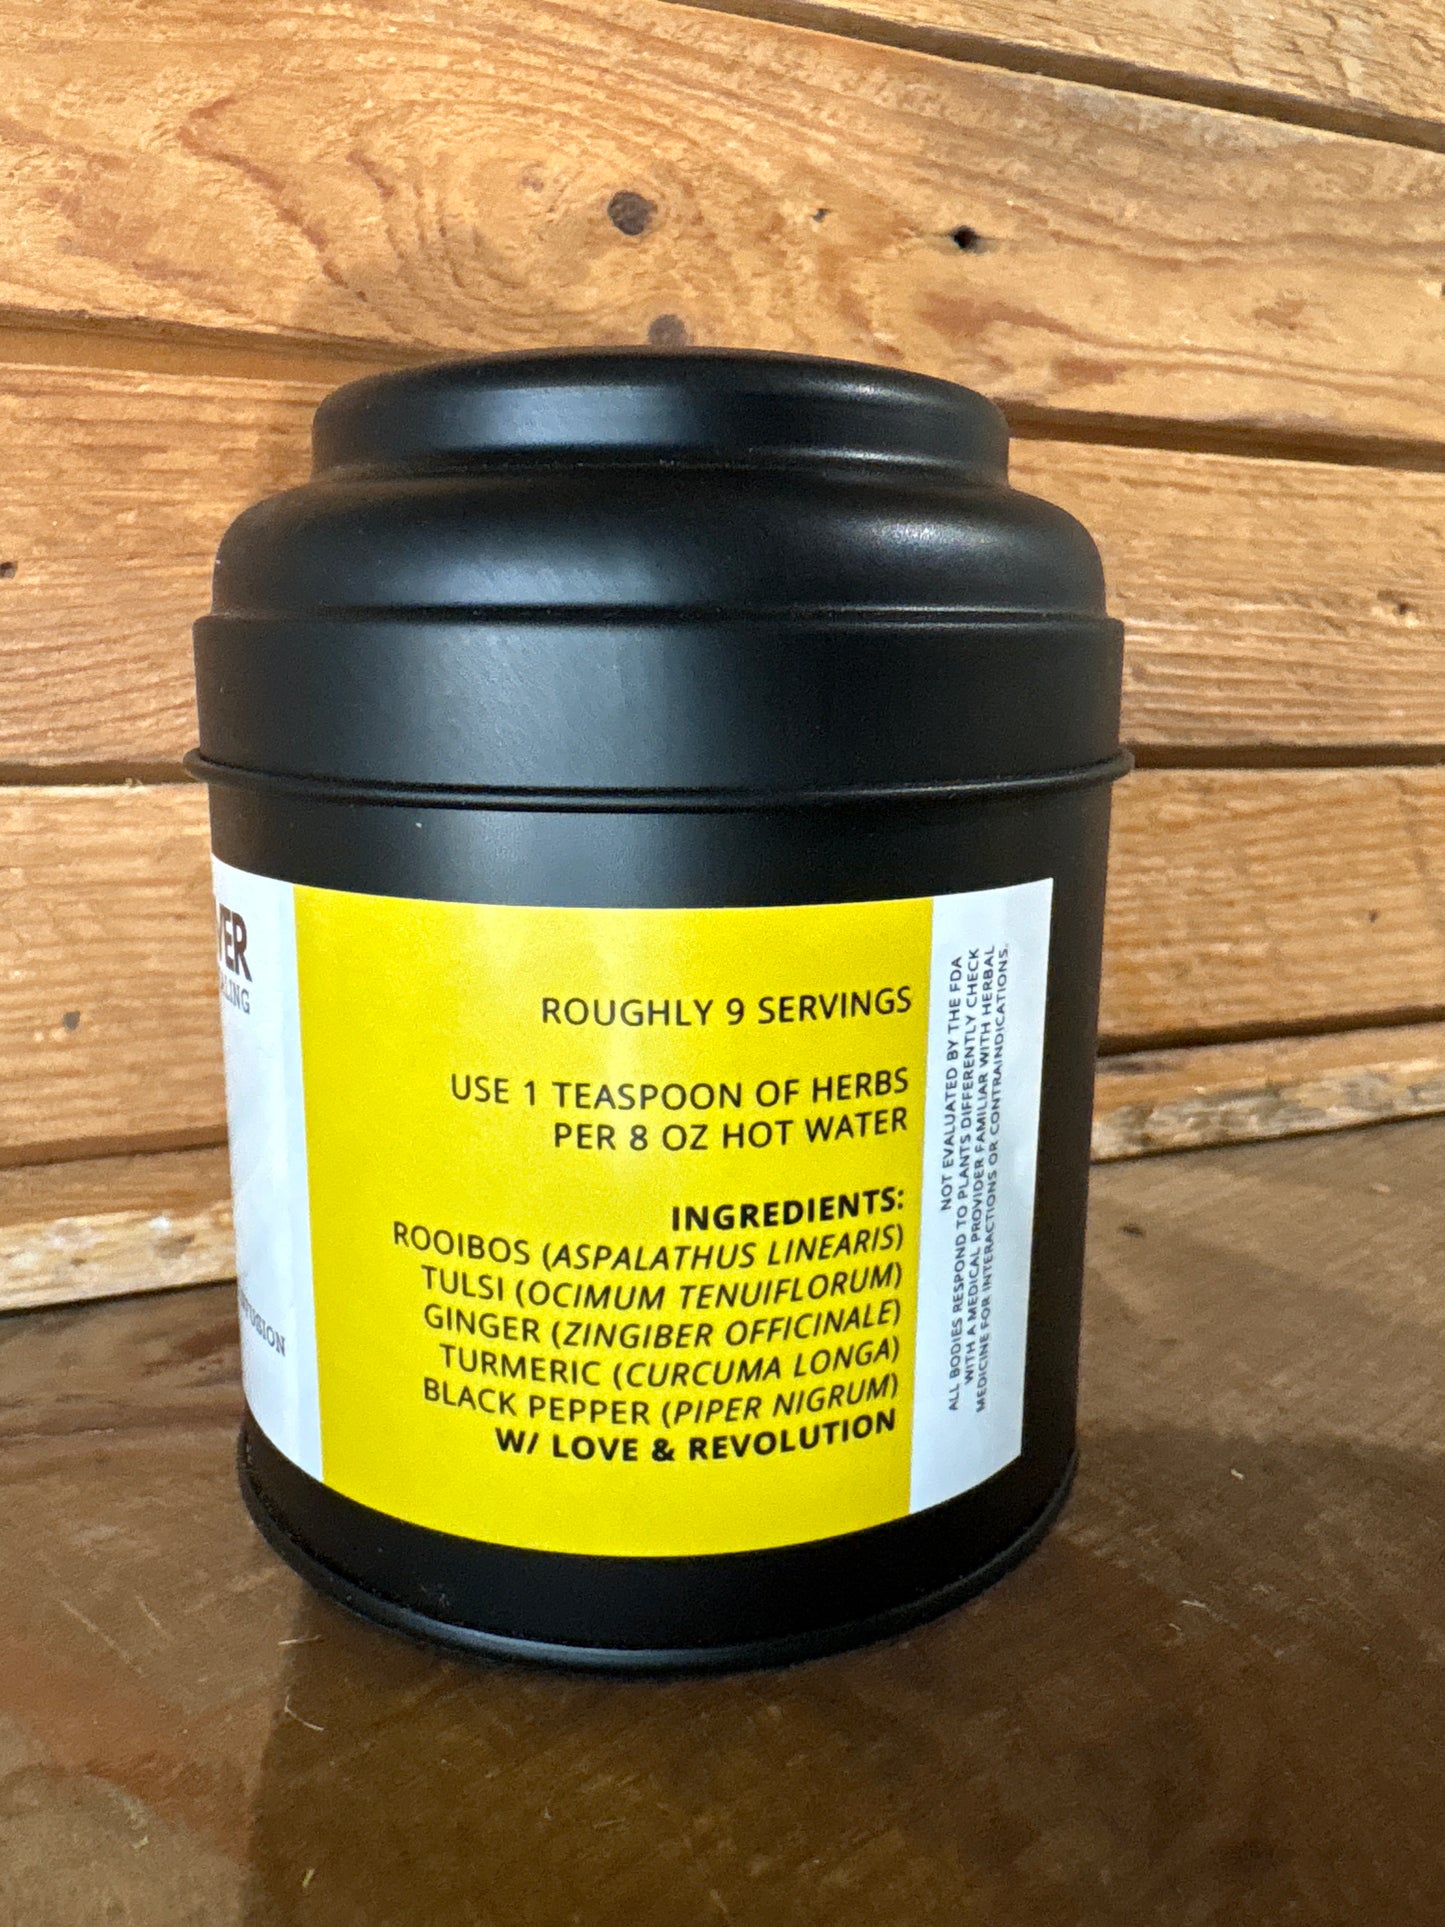 ROUGHLY 9 SERVINGS
USE 1 TEASPOON OF HERBS
PER 8 OZ HOT WATER
INGREDIENTS:
ROOIBOS (ASPALATHUS LINEARIS)
TULSI (OCIMUM TENUIFLORUM)
GINGER (ZINGIBER OFFICINALE)
TURMERIC (CURCUMA LONGA)
BLACK PEPPER (PIPER NIGRUM)
W/ LOVE & REVOLUTION
NOT EVALUATED BY THE FDA
ALL BODIES RESPOND TO PLANTS DIFFERENTLY CHECK
WITH A MEDICAL PROVIDER FAMILIAR WITH HERBAL
MEDICINE FOR INTERACTIONS OR CONTRAINDICATIONS.